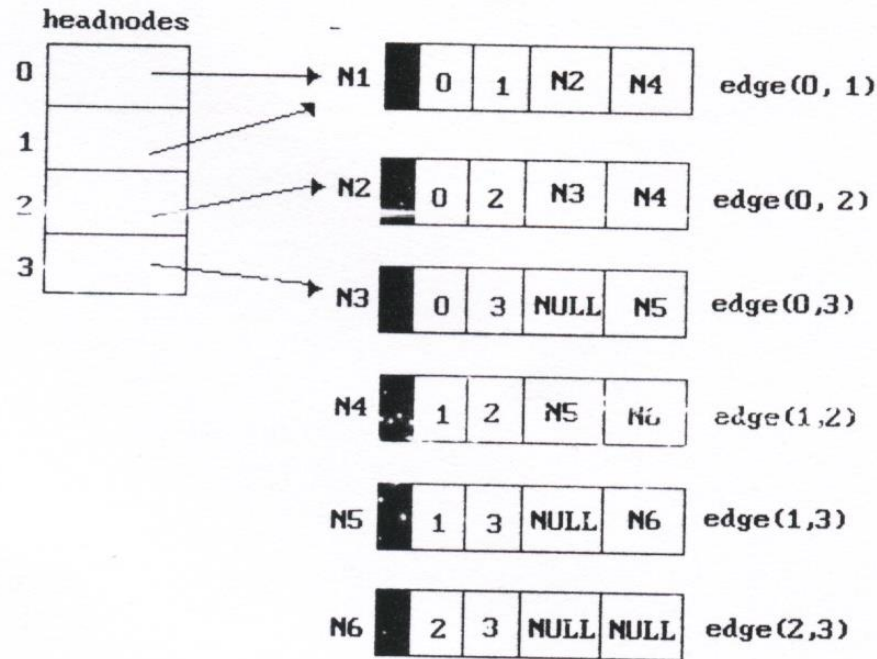 headnodes
0
1
2
3
N1 0 1 N2 N4 edge(0, 1)
N2 0 2 N3 N4 edge(0, 2)
N3 0 3 NULL N5 edge(0,3)
N4 1 2 N5 N6 edge(1,2)
N5 1 3 NULL N6 edge(1,3)
N6 2 3 NULL NULL edge(2,3)